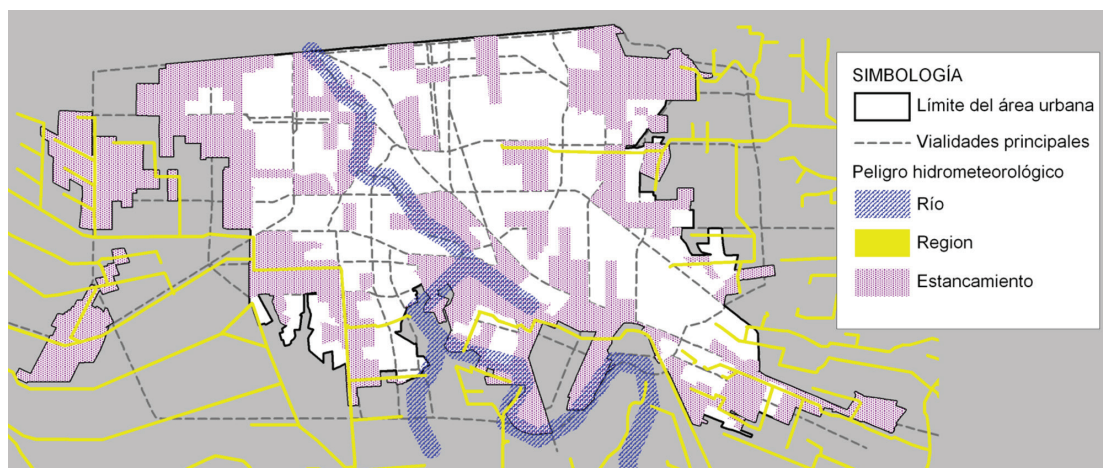 SIMBOLOGÍA
Límite del área urbana
Vialidades principales
Peligro hidrometeorológico
Río
Region
Estancamiento